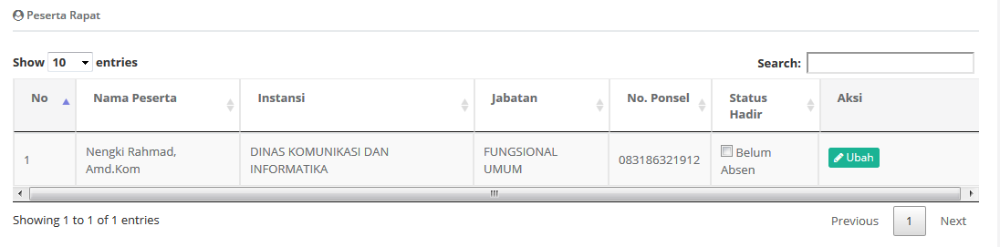 Peserta Rapat
Show 10 entries
Search:
No Nama Peserta Instansi Jabatan No. Ponsel Status Hadir Aksi
1 Nengki Rahmad, Amd.Kom DINAS KOMUNIKASI DAN INFORMATIKA FUNGSIONAL UMUM 083186321912 Belum Absen Ubah
Showing 1 to 1 of 1 entries
Previous 1 Next